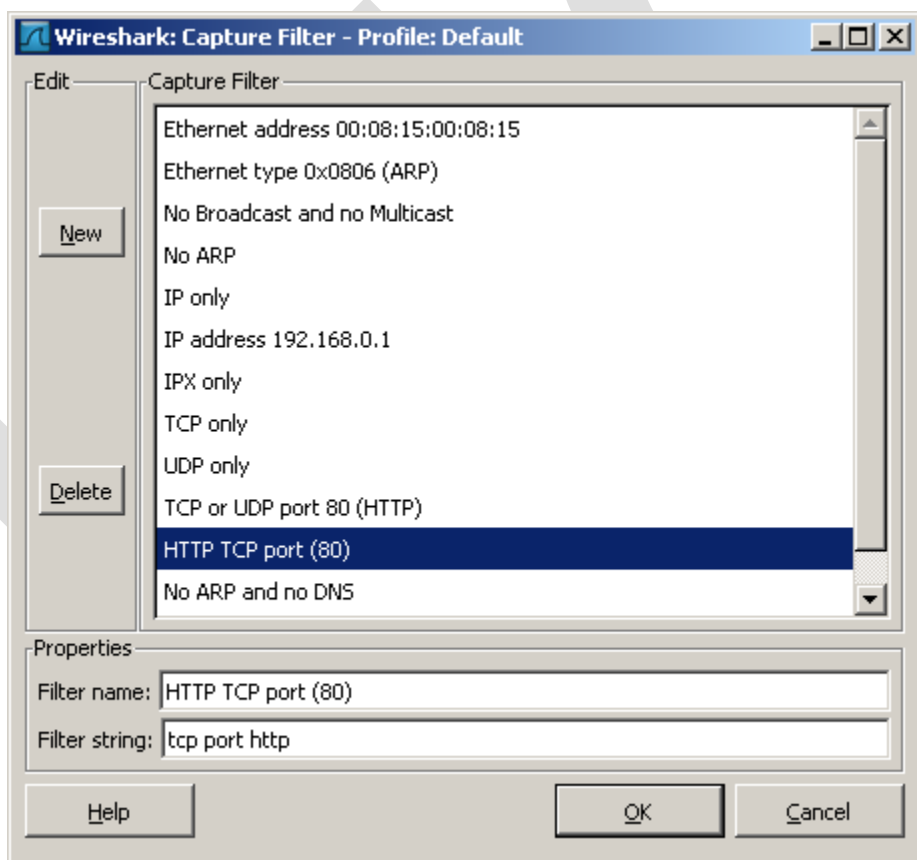 Wireshark: Capture Filter - Profile: Default
Edit
Capture Filter
Ethernet address 00:08:15:00:08:15
Ethernet type 0x0806 (ARP)
No Broadcast and no Multicast
New
No ARP
IP only
IP address 192.168.0.1
IPX only
TCP only
UDP only
Delete
TCP or UDP port 80 (HTTP)
HTTP TCP port (80)
No ARP and no DNS
Properties
Filter name: HTTP TCP port (80)
Filter string: tcp port http
Help
OK
Cancel